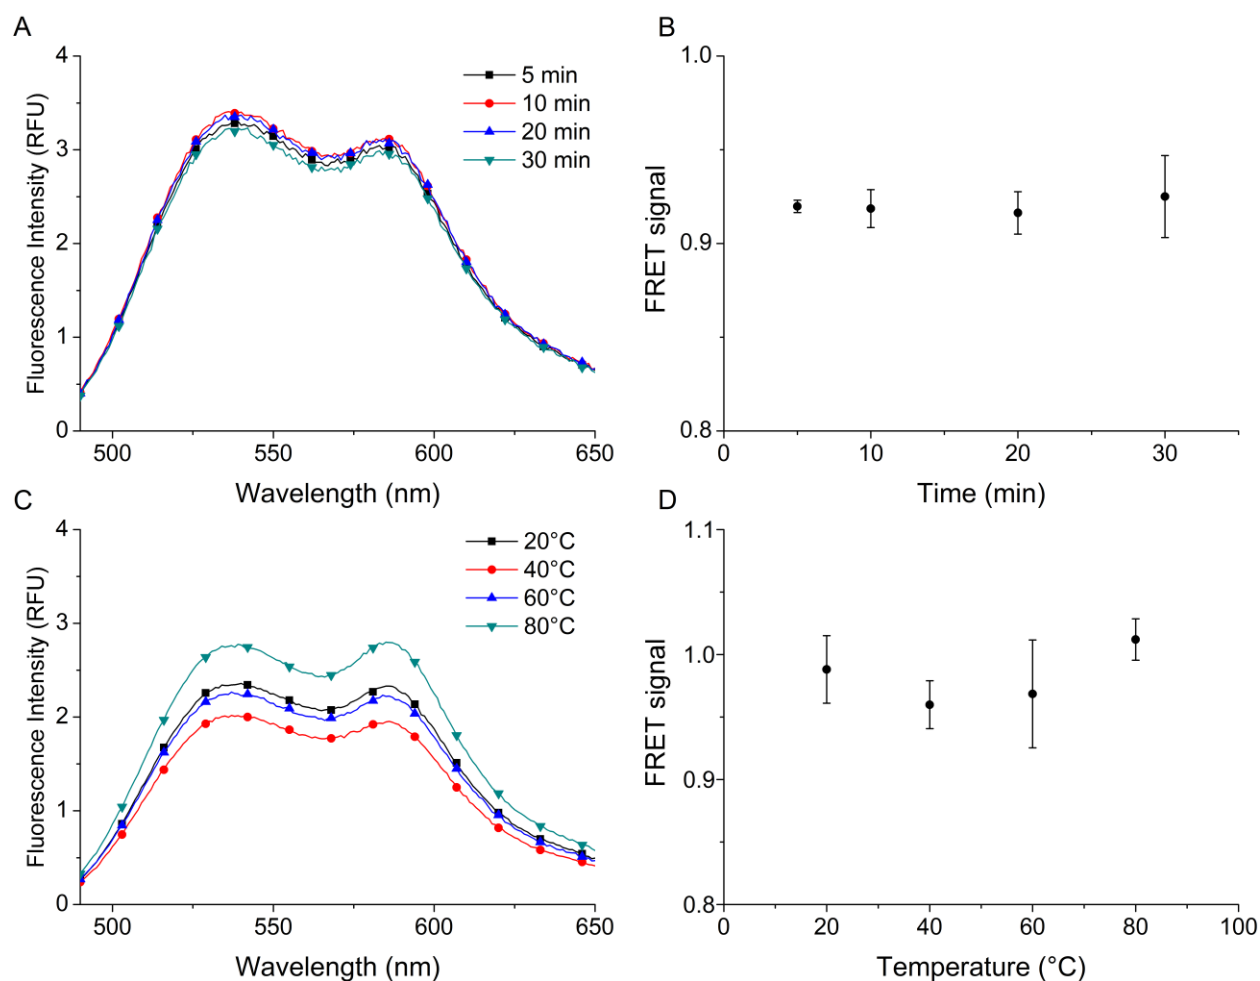 A
Fluorescence Intensity (RFU)
4
3
2
1
0
500
550
600
650
Wavelength (nm)
5 min
10 min
20 min
30 min
B
FRET signal
1.0
0.9
0.8
0
10
20
30
Time (min)
C
Fluorescence Intensity (RFU)
4
3
2
1
0
500
550
600
650
Wavelength (nm)
20°C
40°C
60°C
80°C
D
FRET signal
1.1
1.0
0.9
0.8
0
20
40
60
80
100
Temperature (°C)